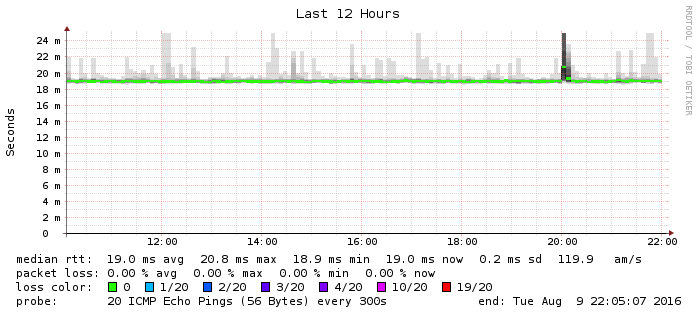 Last 12 Hours
RRDTOOL / TOBI OETIKER
Seconds
24 m
22 m
20 m
18 m
16 m
14 m
12 m
10 m
8 m
6 m
4 m
2 m
0
12:00 14:00 16:00 18:00 20:00 22:00
median rtt: 19.0 ms avg 20.8 ms max 18.9 ms min 19.0 ms now 0.2 ms sd 119.9 am/s
packet loss: 0.00 % avg 0.00 % max 0.00 % min 0.00 % now
loss color: 0 1/20 2/20 3/20 4/20 10/20 19/20
probe: 20 ICMP Echo Pings (56 Bytes) every 300s end: Tue Aug 9 22:05:07 2016